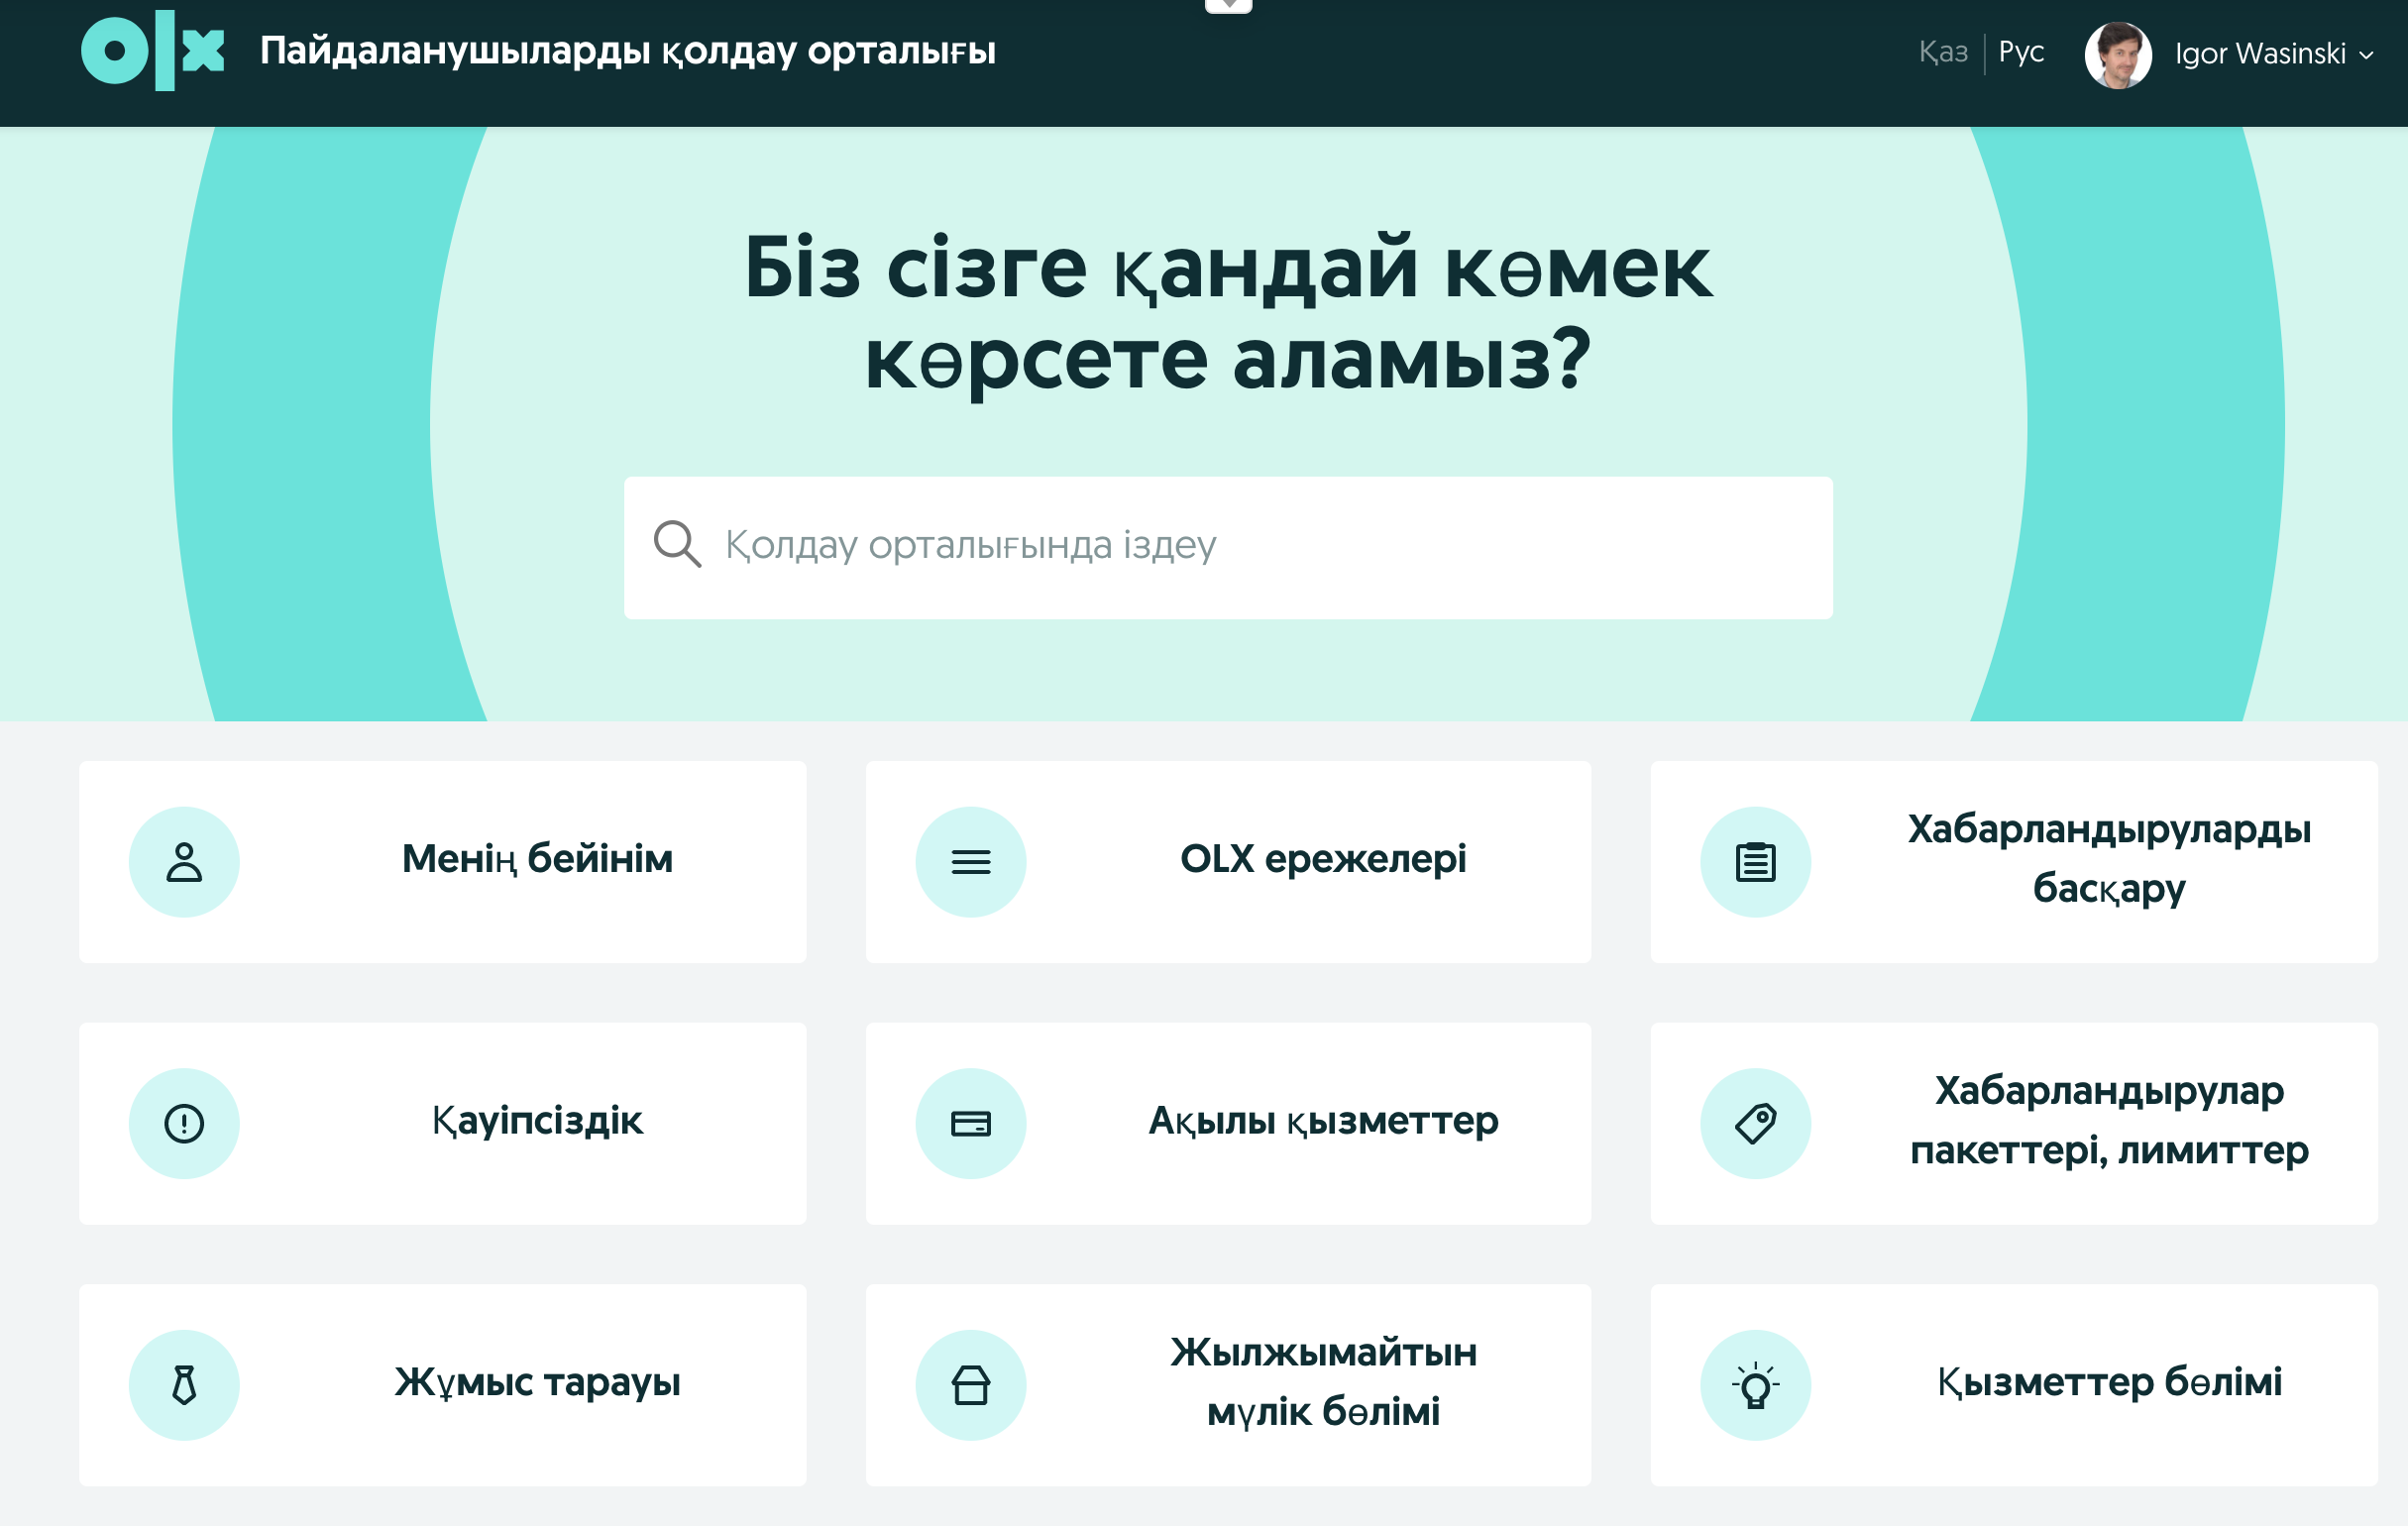 olx Пайдаланушыларды қолдау орталығы
Қаз Рус Igor Wasinski
Біз сізге қандай көмек
көрсете аламыз?
Қолдау орталығында іздеу
Менің бейінім
OLX ережелері
Хабарландыруларды
басқару
Қауіпсіздік
Ақылы қызметтер
Хабарландырулар
пакеттері, лимиттер
Жұмыс тарауы
Жылжымайтын
мүлік бөлімі
Қызметтер бөлімі